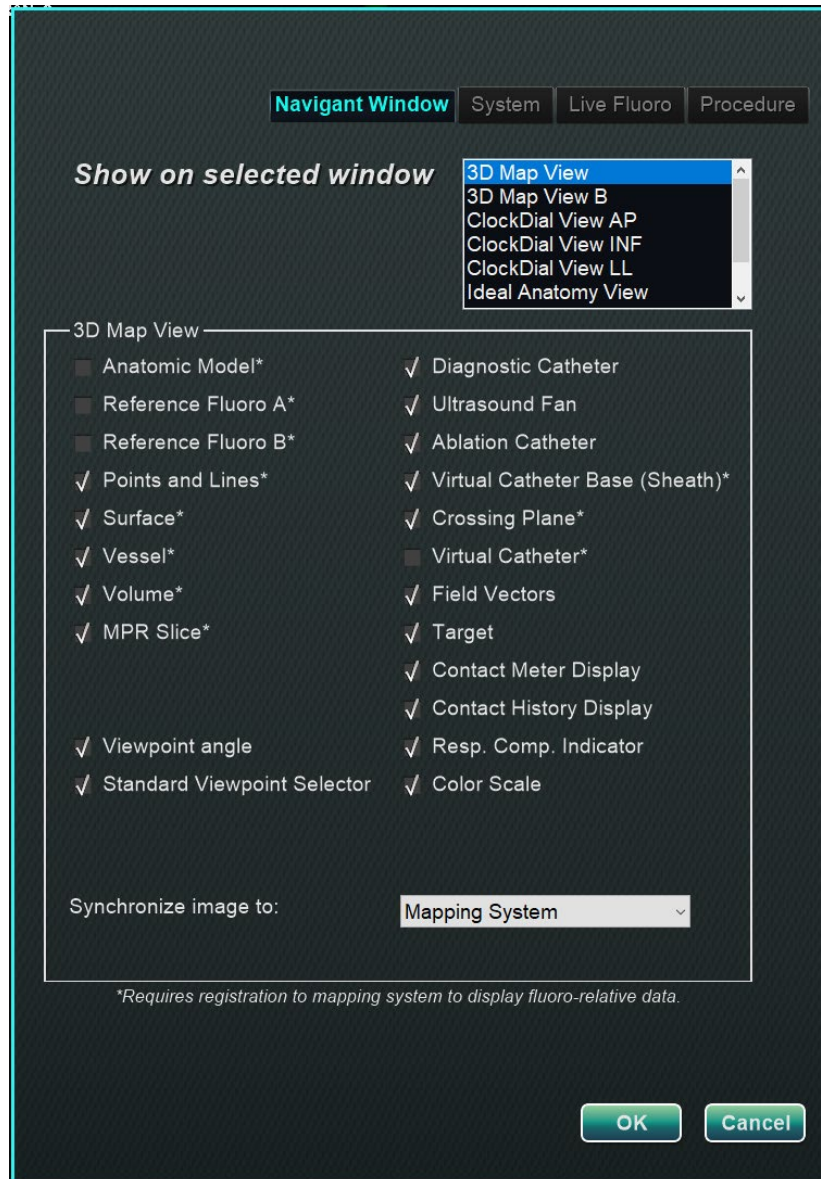 Navigant Window System Live Fluoro Procedure
Show on selected window
3D Map View
3D Map View B
ClockDial View AP
ClockDial View INF
ClockDial View LL
Ideal Anatomy View
3D Map View
Anatomic Model* Diagnostic Catheter
Reference Fluoro A* Ultrasound Fan
Reference Fluoro B* Ablation Catheter
Points and Lines* Virtual Catheter Base (Sheath)*
Surface* Crossing Plane*
Vessel* Virtual Catheter*
Volume* Field Vectors
MPR Slice* Target
Contact Meter Display
Contact History Display
Viewpoint angle Resp. Comp. Indicator
Standard Viewpoint Selector Color Scale
Synchronize image to: Mapping System
*Requires registration to mapping system to display fluoro-relative data.
OK Cancel